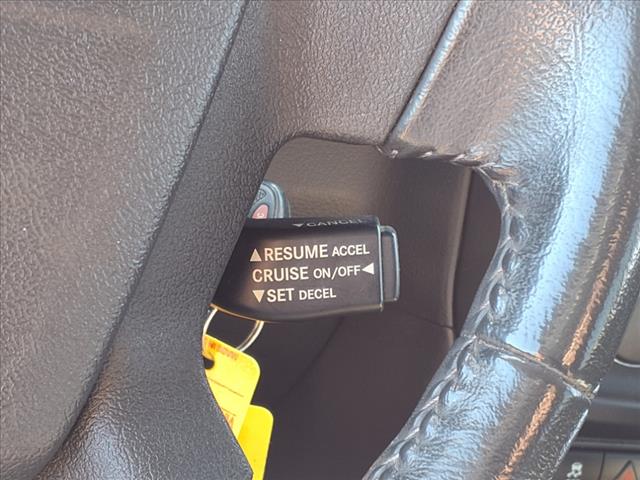 ▼CANCEL
▲RESUME ACCEL
CRUISE ON/OFF◀
▼SET DECEL